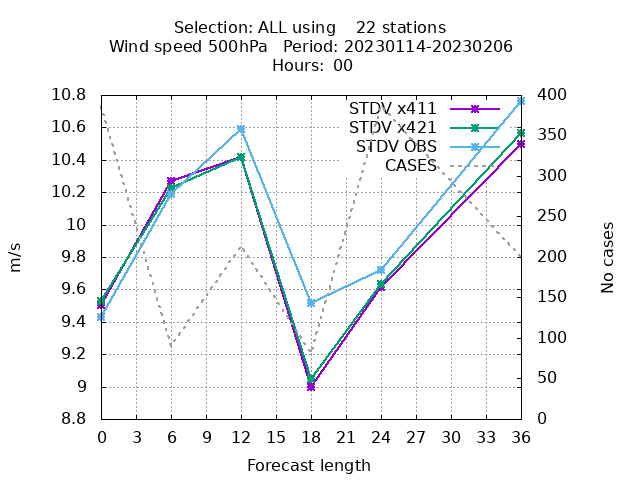 Selection: ALL using    22 stations
Wind speed 500hPa   Period: 20230114-20230206
Hours:  00
10.8
10.6
10.4
10.2
10
9.8
9.6
9.4
9.2
9
8.8
m/s
STDV x411
STDV x421
STDV OBS
CASES
400
350
300
250
200
150
100
50
0
No cases
0 3 6 9 12 15 18 21 24 27 30 33 36
Forecast length